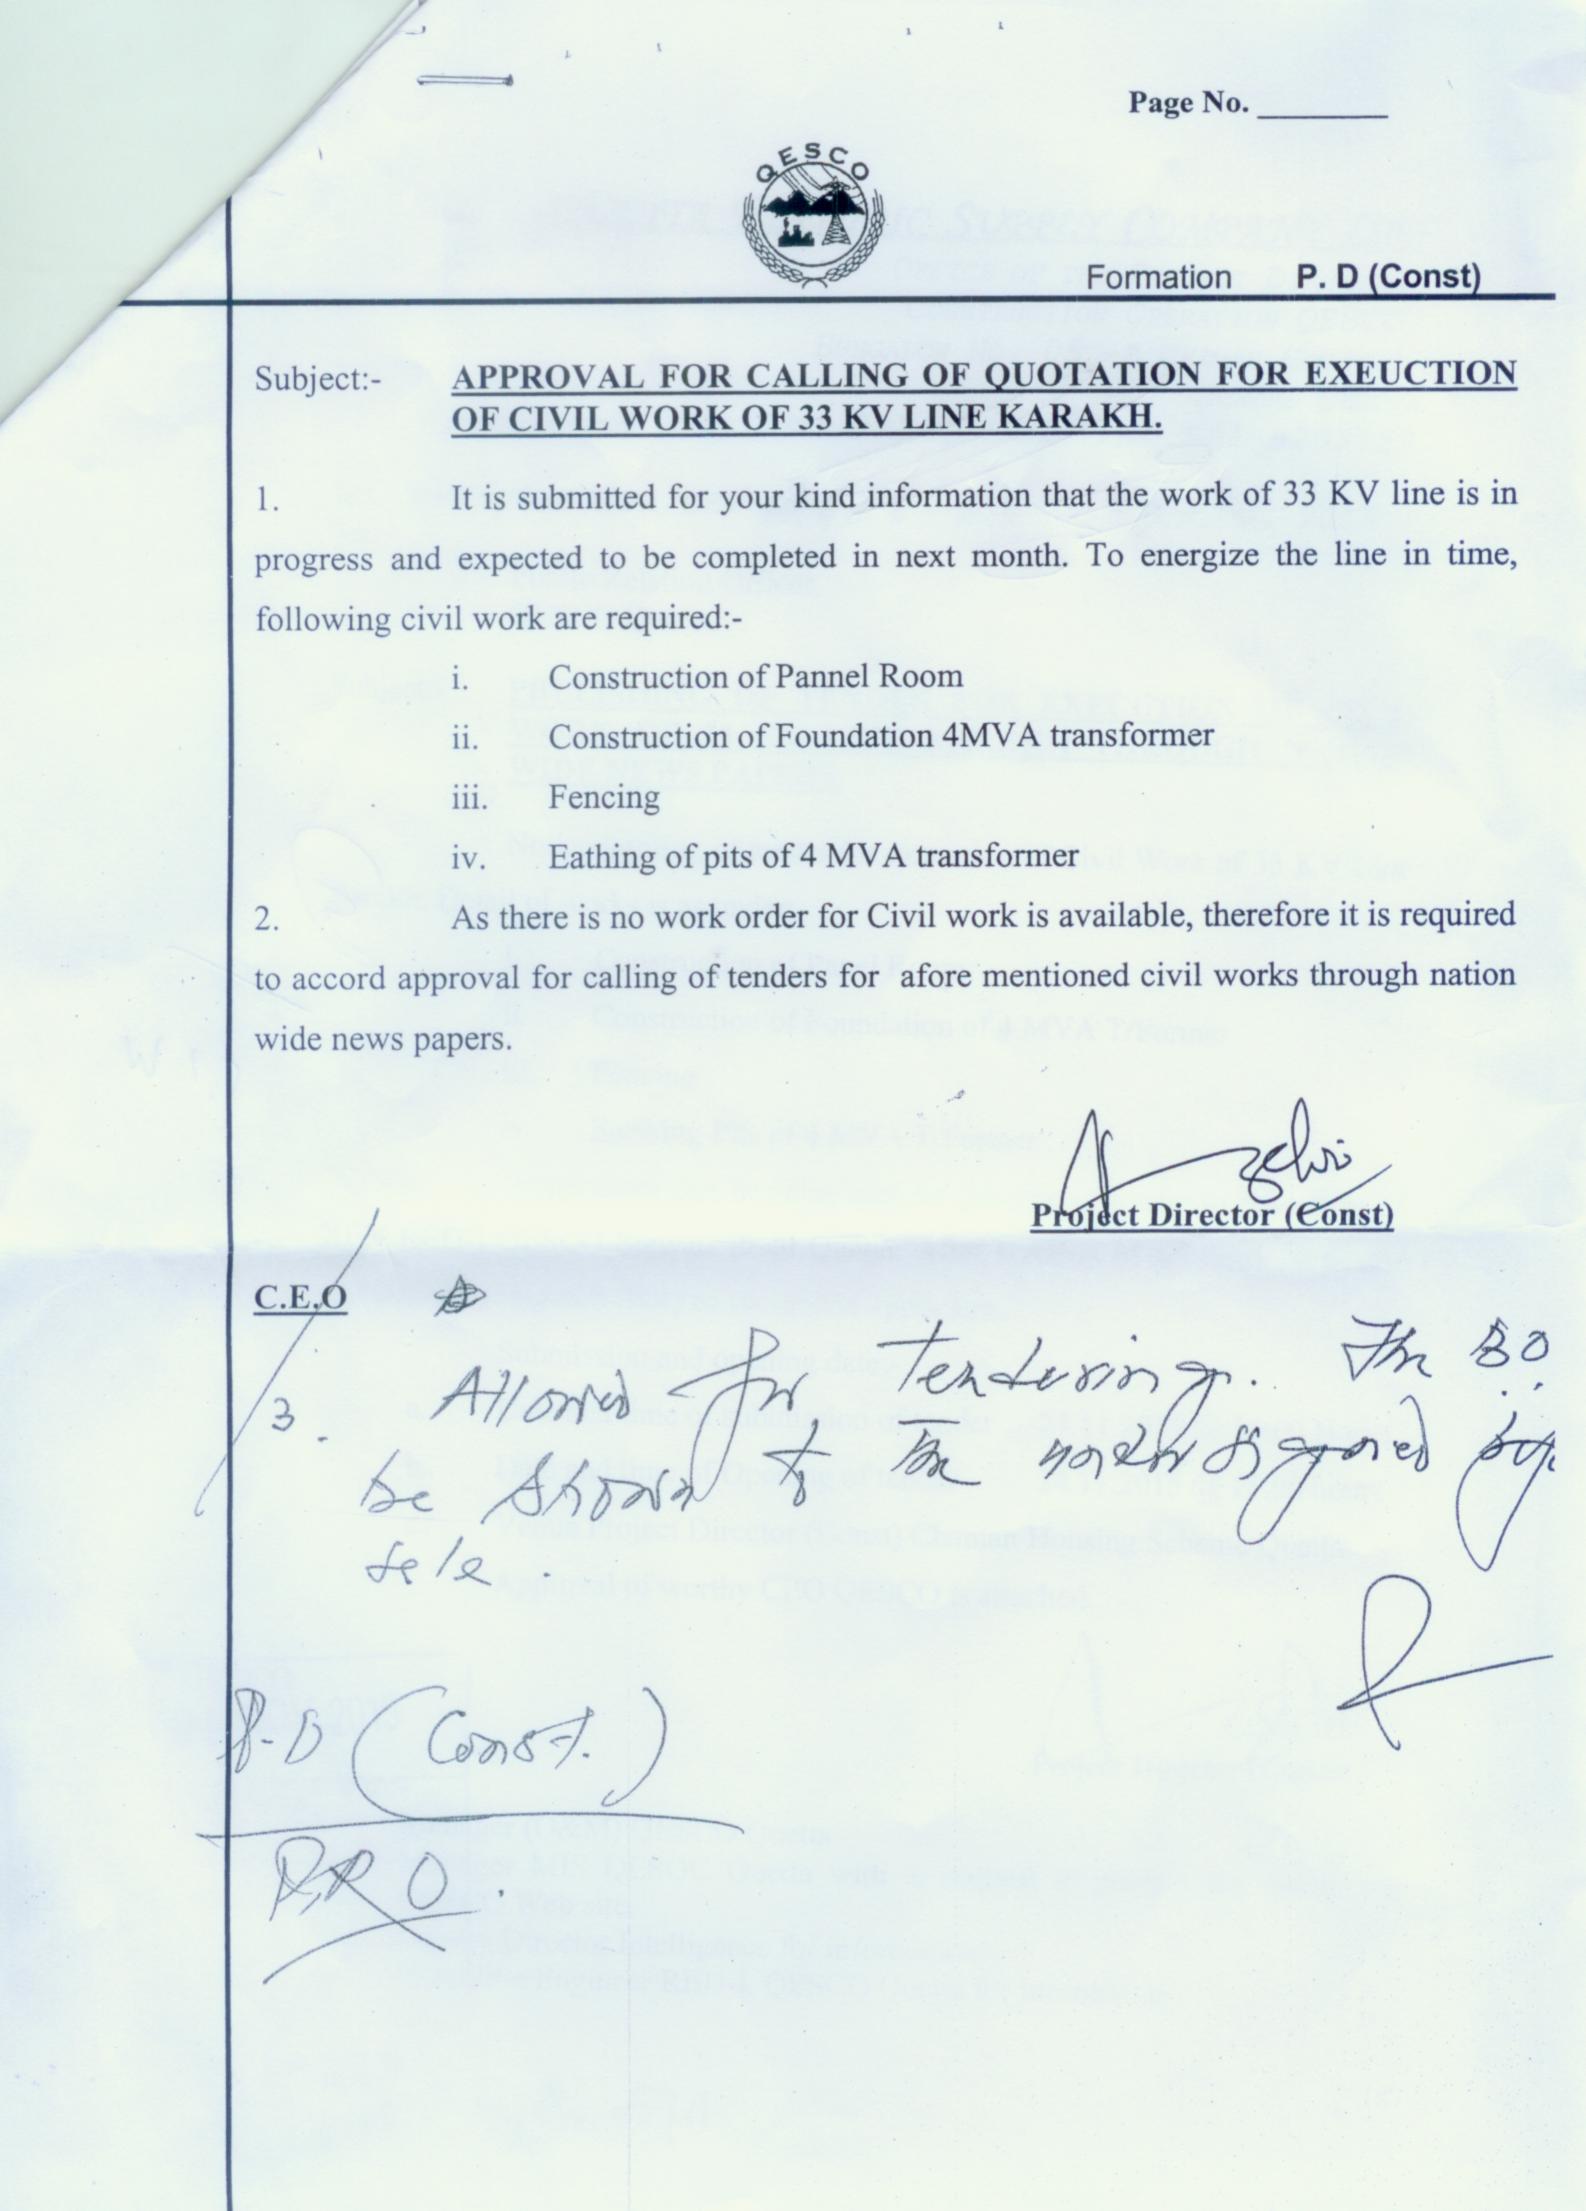 Page No. ________
QESCO
Formation P. D (Const)
Subject:- APPROVAL FOR CALLING OF QUOTATION FOR EXEUCTION
OF CIVIL WORK OF 33 KV LINE KARAKH.
1. It is submitted for your kind information that the work of 33 KV line is in
progress and expected to be completed in next month. To energize the line in time,
following civil work are required:-
i. Construction of Pannel Room
ii. Construction of Foundation 4MVA transformer
iii. Fencing
iv. Eathing of pits of 4 MVA transformer
2. As there is no work order for Civil work is available, therefore it is required
to accord approval for calling of tenders for afore mentioned civil works through nation
wide news papers.
Project Director (Const)
C.E.O
3. Allowed for Tendering. The
be shown to the undersigned
sele.
P.D (Const.)